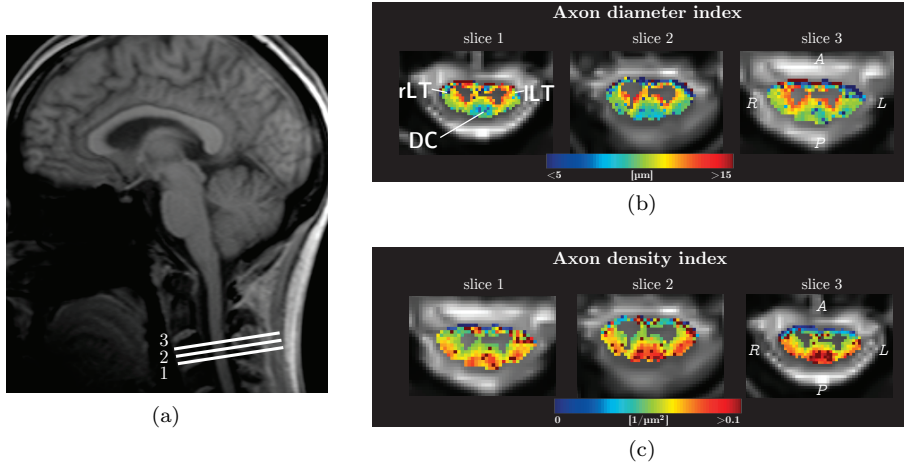 3
2
1
(a)
Axon diameter index
slice 1 slice 2 slice 3
rLT lLT
DC
A
R L
P
<5 [µm] >15
(b)
Axon density index
slice 1 slice 2 slice 3
A
R L
P
0 [1/µm²] >0.1
(c)